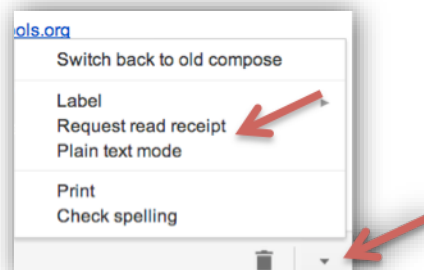 ols.org
Switch back to old compose
Label
Request read receipt
Plain text mode
Print
Check spelling